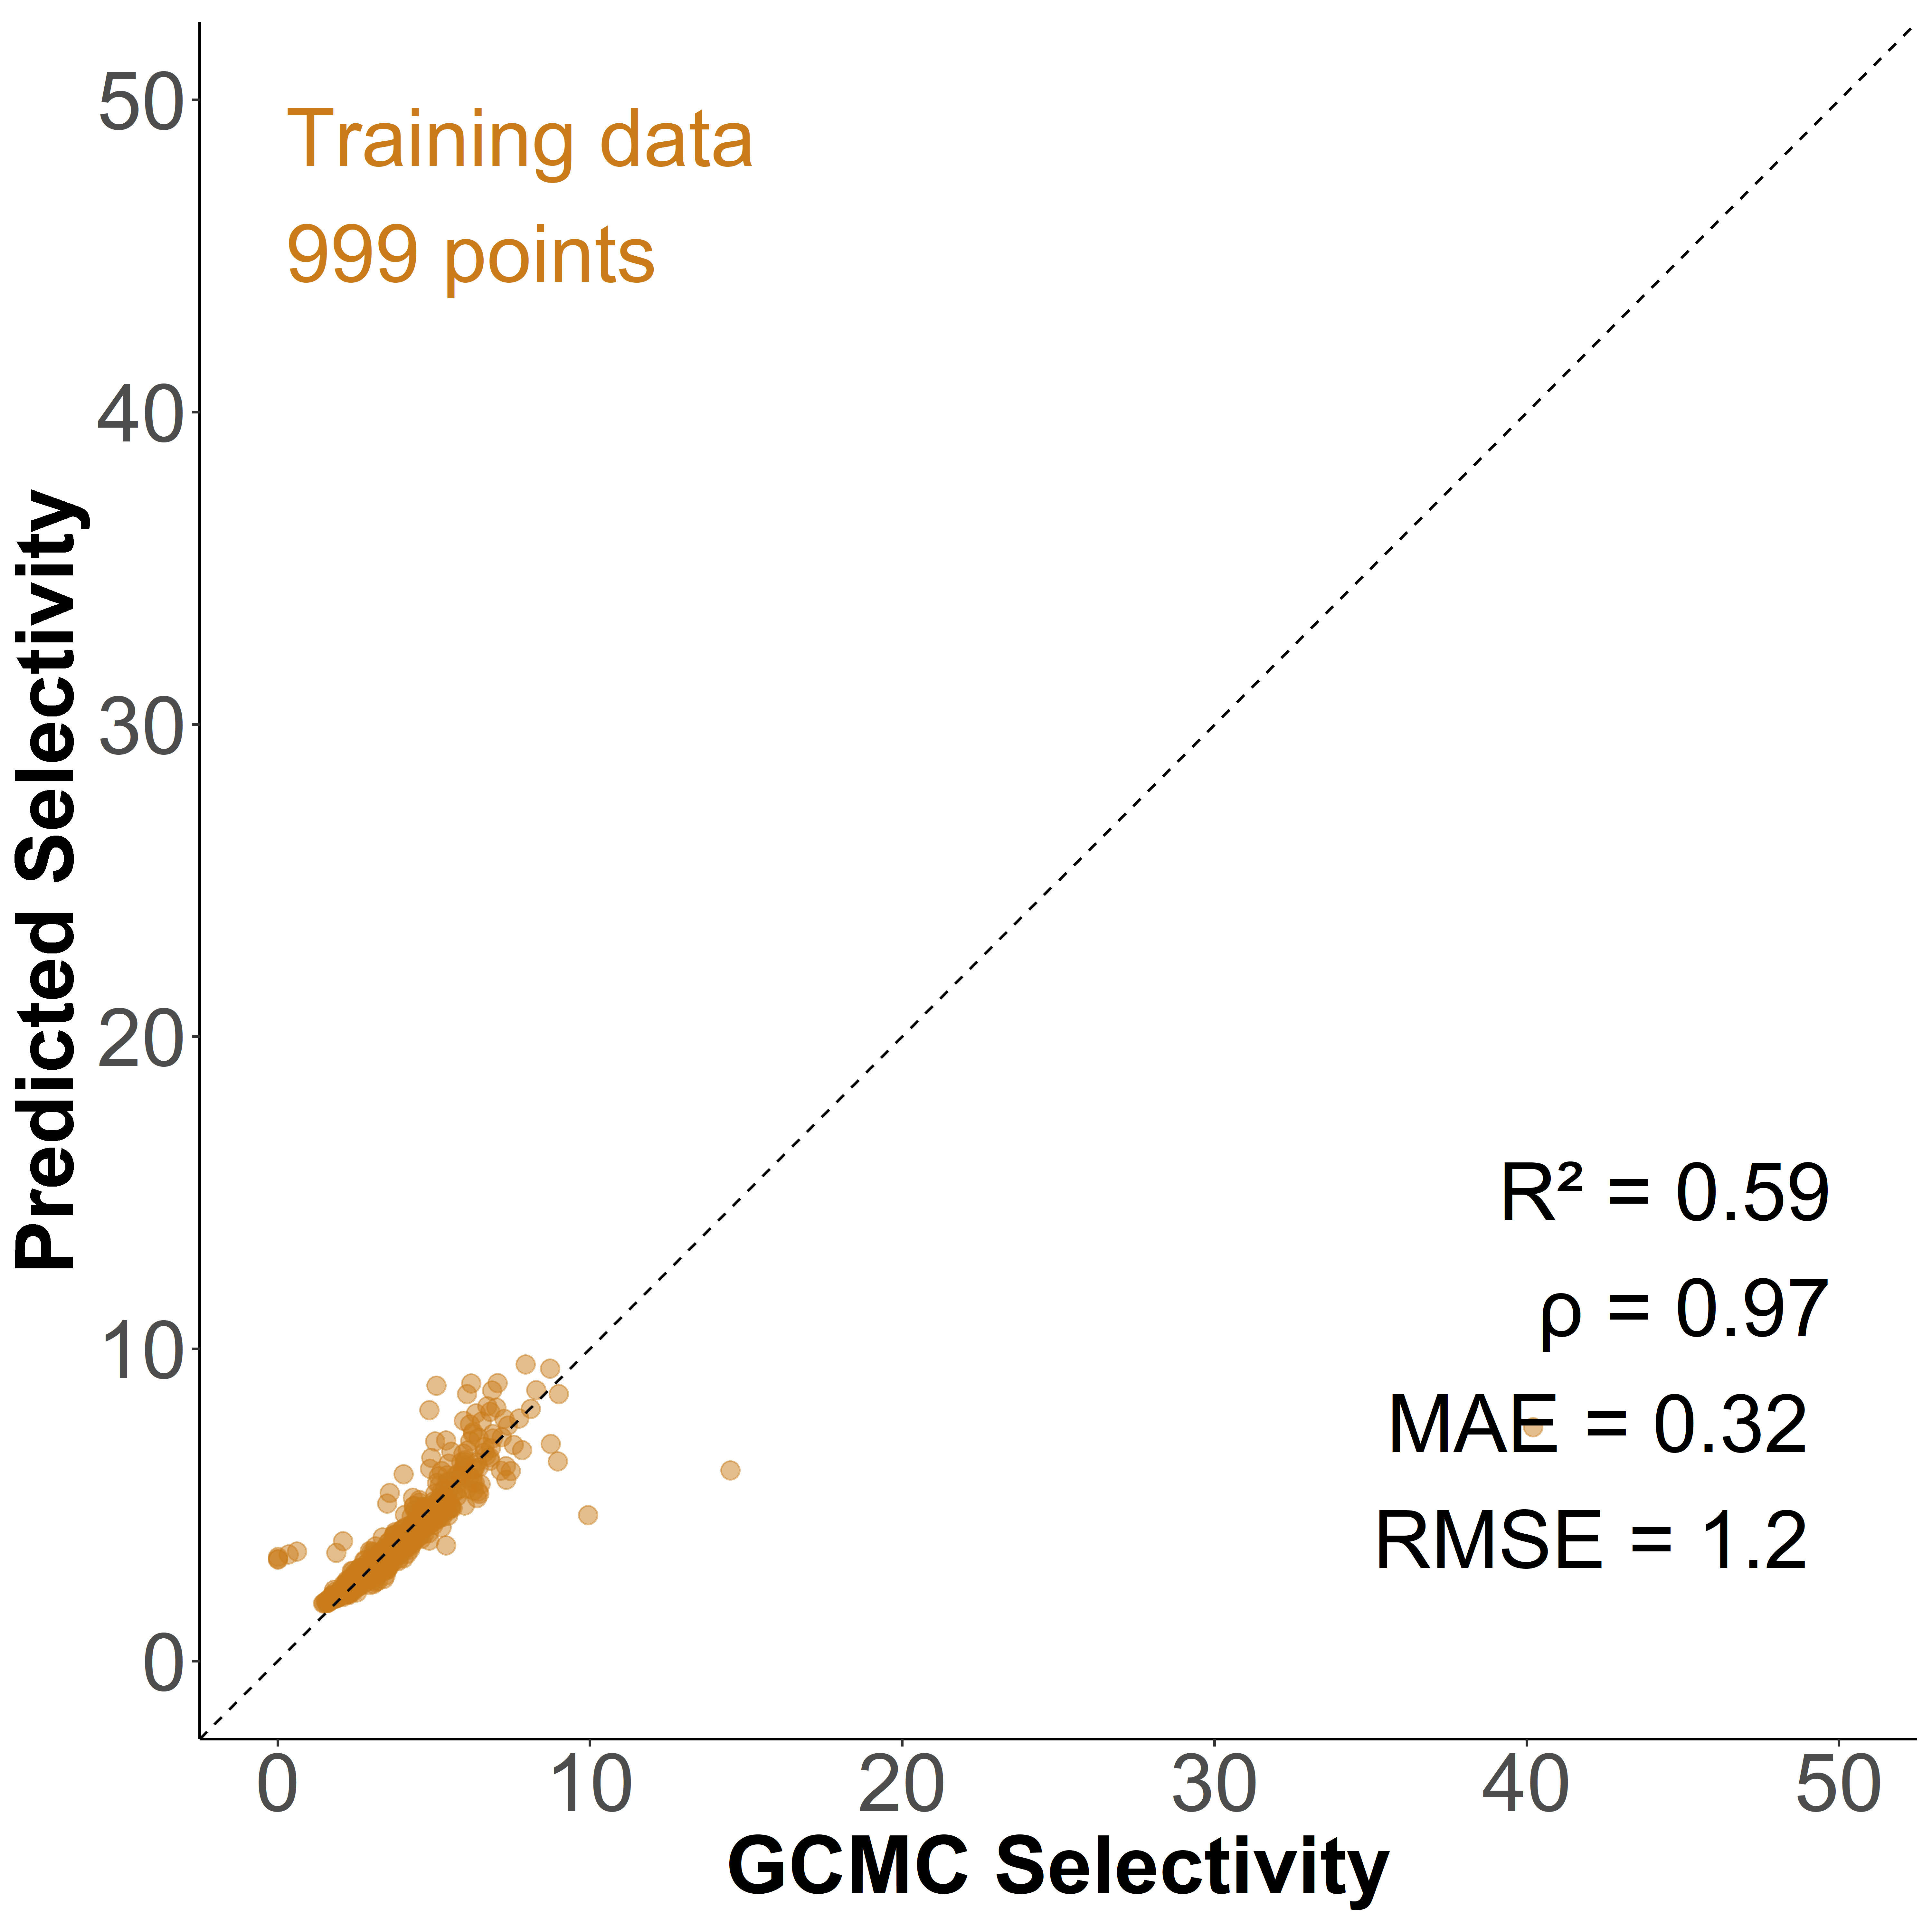 Training data
999 points
50
40
30
20
10
0
Predicted Selectivity
R² = 0.59
ρ = 0.97
MAE = 0.32
RMSE = 1.2
0 10 20 30 40 50
GCMC Selectivity